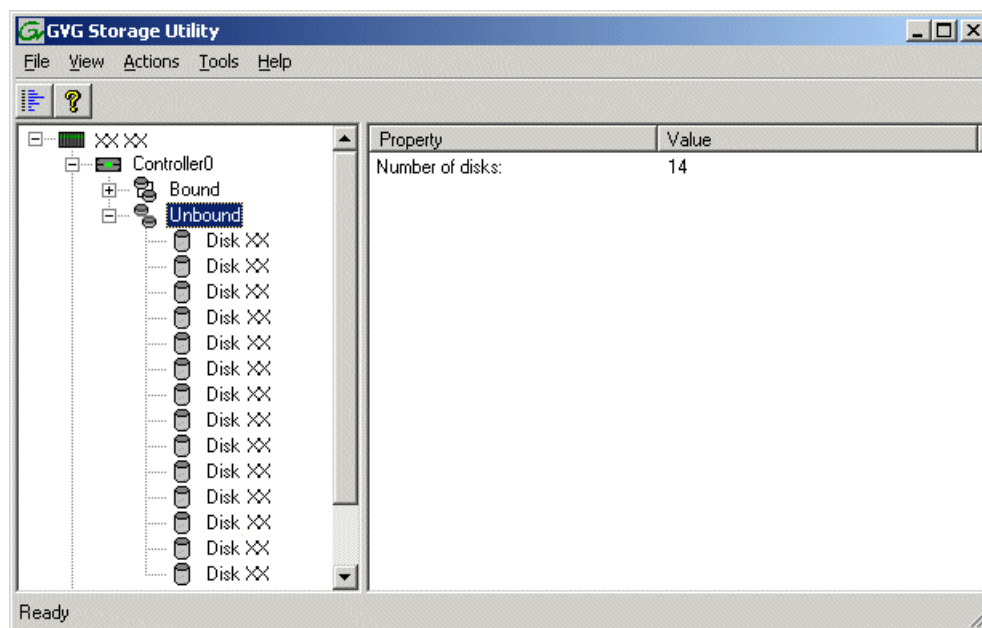 GVG Storage Utility
File View Actions Tools Help
XX XX
Controller0
Bound
Unbound
Disk XX
Disk XX
Disk XX
Disk XX
Disk XX
Disk XX
Disk XX
Disk XX
Disk XX
Disk XX
Disk XX
Disk XX
Disk XX
Disk XX
Property Value
Number of disks: 14
Ready